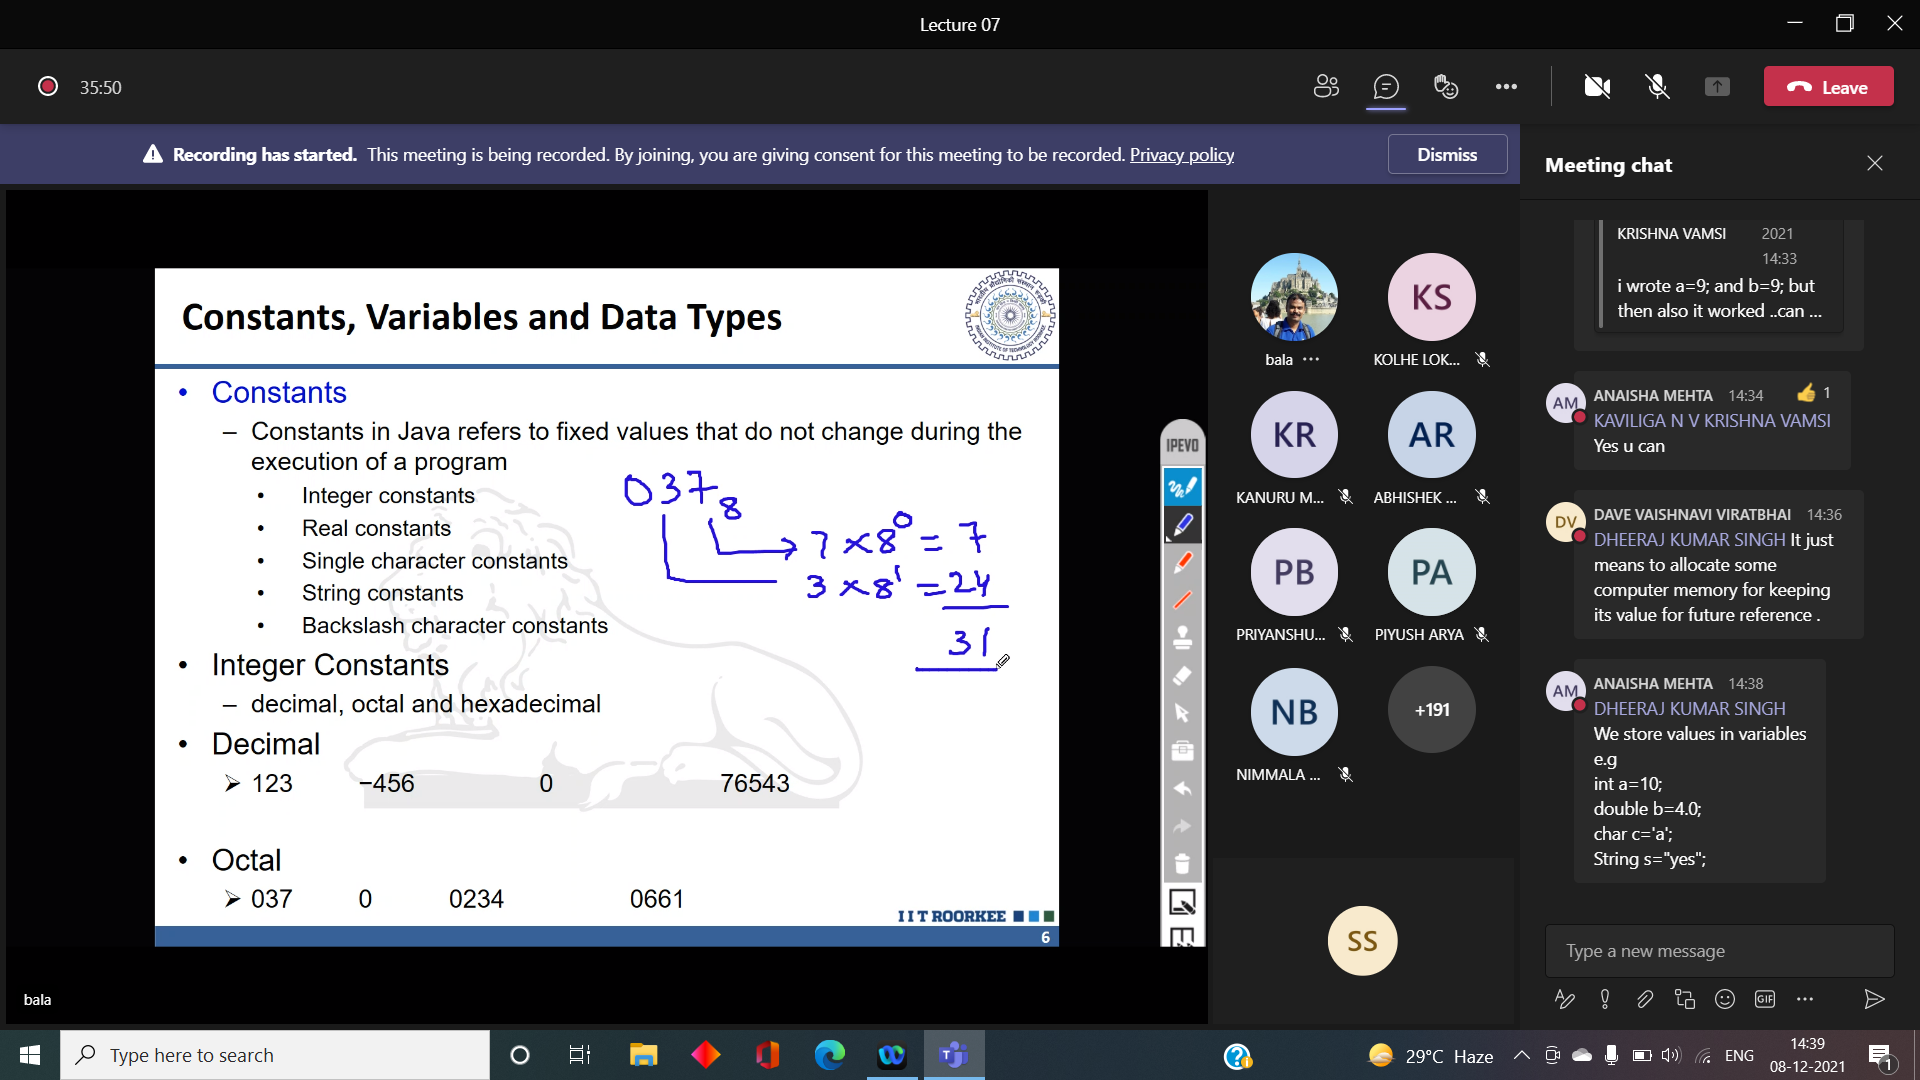 Lecture 07
35:50
Leave
Recording has started. This meeting is being recorded. By joining, you are giving consent for this meeting to be recorded. Privacy policy
Dismiss
Constants, Variables and Data Types
• Constants
– Constants in Java refers to fixed values that do not change during the
execution of a program
• Integer constants
• Real constants
• Single character constants
• String constants
• Backslash character constants
037₈
7 × 8⁰ = 7
3 × 8¹ = 24
31
• Integer Constants
– decimal, octal and hexadecimal
• Decimal
➢ 123 −456 0 76543
• Octal
➢ 037 0 0234 0661
I I T ROORKEE
6
bala
IPEVO
bala ···
KS
KOLHE LOK...
KR
KANURU M...
AR
ABHISHEK ...
PB
PRIYANSHU...
PA
PIYUSH ARYA
NB
NIMMALA ...
+191
SS
Meeting chat
KRISHNA VAMSI 2021
14:33
i wrote a=9; and b=9; but
then also it worked ..can ...
AM
ANAISHA MEHTA 14:34 👍 1
KAVILIGA N V KRISHNA VAMSI
Yes u can
DV
DAVE VAISHNAVI VIRATBHAI 14:36
DHEERAJ KUMAR SINGH It just
means to allocate some
computer memory for keeping
its value for future reference .
AM
ANAISHA MEHTA 14:38
DHEERAJ KUMAR SINGH
We store values in variables
e.g
int a=10;
double b=4.0;
char c='a';
String s="yes";
Type a new message
GIF
Type here to search
29°C Haze
ENG
14:39
08-12-2021
1